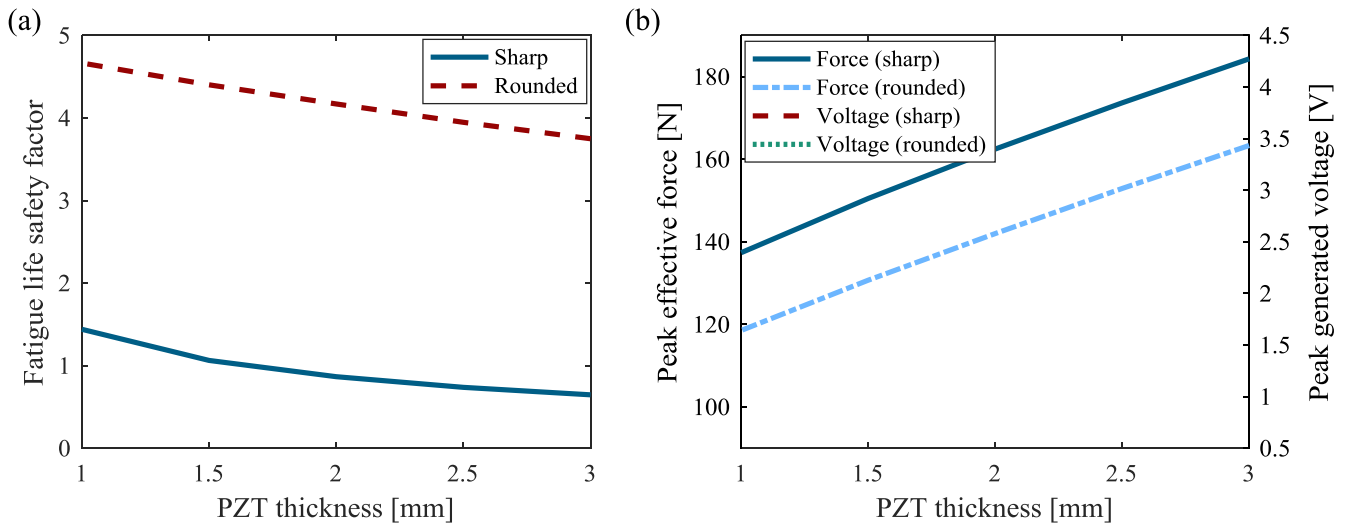 (a)
Fatigue life safety factor
5
4
3
2
1
0
Sharp
Rounded
1
1.5
2
2.5
3
PZT thickness [mm]
(b)
Peak effective force [N]
180
160
140
120
100
Force (sharp)
Force (rounded)
Voltage (sharp)
Voltage (rounded)
4.5
4
3.5
3
2.5
2
1.5
1
0.5
Peak generated voltage [V]
1
1.5
2
2.5
3
PZT thickness [mm]